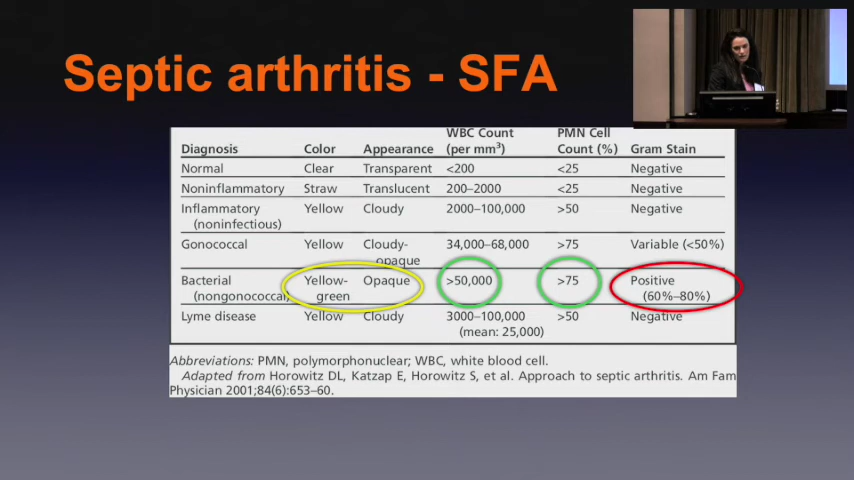 Septic arthritis - SFA
WBC Count PMN Cell
Diagnosis Color Appearance (per mm³) Count (%) Gram Stain
Normal Clear Transparent <200 <25 Negative
Noninflammatory Straw Translucent 200–2000 <25 Negative
Inflammatory Yellow Cloudy 2000–100,000 >50 Negative
(noninfectious)
Gonococcal Yellow Cloudy- 34,000–68,000 >75 Variable (<50%)
opaque
Bacterial Yellow- Opaque >50,000 >75 Positive
(nongonococcal) green (60%–80%)
Lyme disease Yellow Cloudy 3000–100,000 >50 Negative
(mean: 25,000)
Abbreviations: PMN, polymorphonuclear; WBC, white blood cell.
Adapted from Horowitz DL, Katzap E, Horowitz S, et al. Approach to septic arthritis. Am Fam
Physician 2001;84(6):653–60.